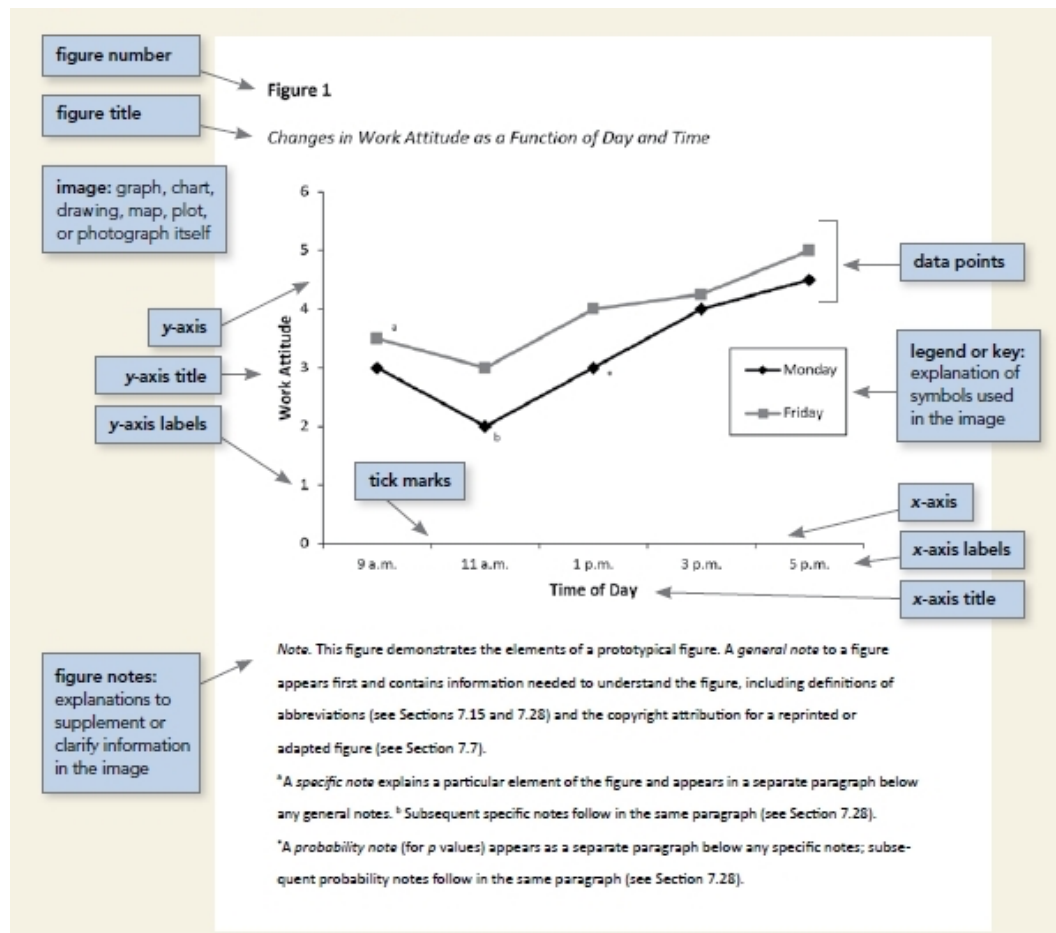 figure number
Figure 1
figure title
Changes in Work Attitude as a Function of Day and Time
image: graph, chart,
drawing, map, plot,
or photograph itself
6
5
4
3
2
1
0
Work Attitude
a
b
*
data points
y-axis
y-axis title
y-axis labels
Monday
Friday
legend or key:
explanation of
symbols used
in the image
tick marks
x-axis
x-axis labels
x-axis title
9 a.m.
11 a.m.
1 p.m.
3 p.m.
5 p.m.
Time of Day
figure notes:
explanations to
supplement or
clarify information
in the image
Note. This figure demonstrates the elements of a prototypical figure. A general note to a figure
appears first and contains information needed to understand the figure, including definitions of
abbreviations (see Sections 7.15 and 7.28) and the copyright attribution for a reprinted or
adapted figure (see Section 7.7).
ᵃA specific note explains a particular element of the figure and appears in a separate paragraph below
any general notes. ᵇ Subsequent specific notes follow in the same paragraph (see Section 7.28).
*A probability note (for p values) appears as a separate paragraph below any specific notes; subse-
quent probability notes follow in the same paragraph (see Section 7.28).